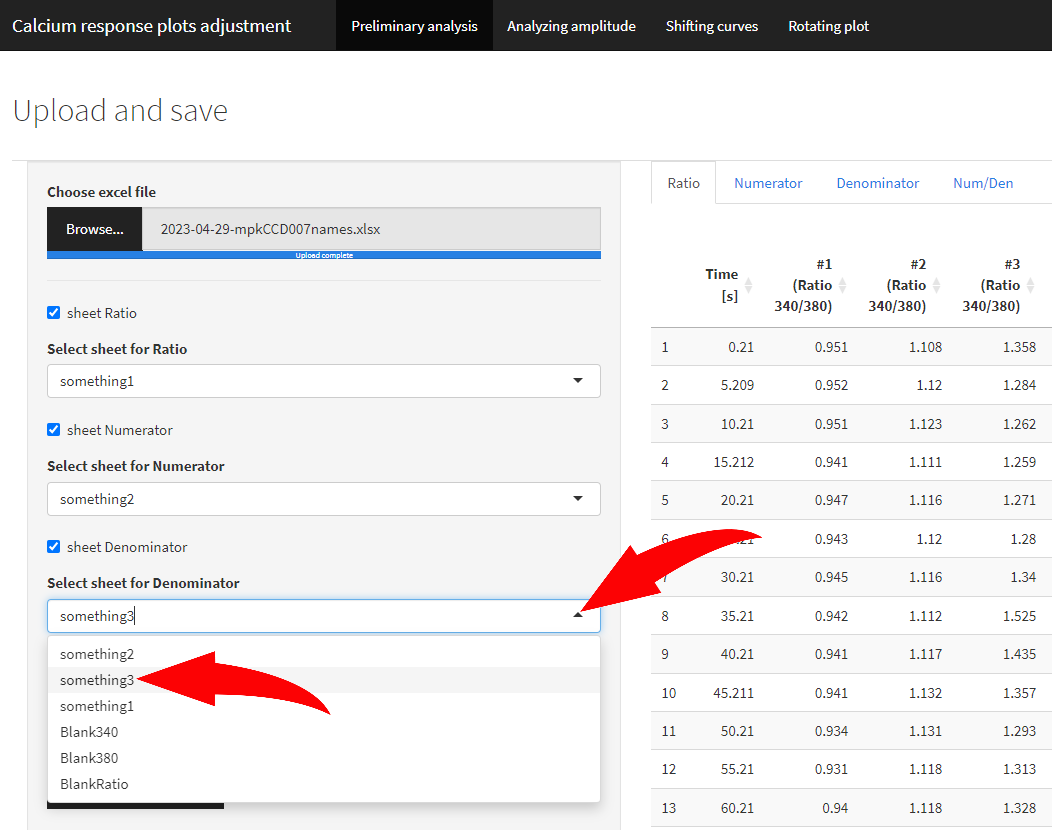 Calcium response plots adjustment Preliminary analysis Analyzing amplitude Shifting curves Rotating plot
Upload and save
Choose excel file
Browse... 2023-04-29-mpkCCD007names.xlsx
Upload complete
sheet Ratio
Select sheet for Ratio
something1
sheet Numerator
Select sheet for Numerator
something2
sheet Denominator
Select sheet for Denominator
something3
something2
something3
something1
Blank340
Blank380
BlankRatio
Ratio Numerator Denominator Num/Den
Time [s] #1 (Ratio 340/380) #2 (Ratio 340/380) #3 (Ratio 340/380)
1 0.21 0.951 1.108 1.358
2 5.209 0.952 1.12 1.284
3 10.21 0.951 1.123 1.262
4 15.212 0.941 1.111 1.259
5 20.21 0.947 1.116 1.271
6 0.943 1.12 1.28
7 30.21 0.945 1.116 1.34
8 35.21 0.942 1.112 1.525
9 40.21 0.941 1.117 1.435
10 45.211 0.941 1.132 1.357
11 50.21 0.934 1.131 1.293
12 55.21 0.931 1.118 1.313
13 60.21 0.94 1.118 1.328